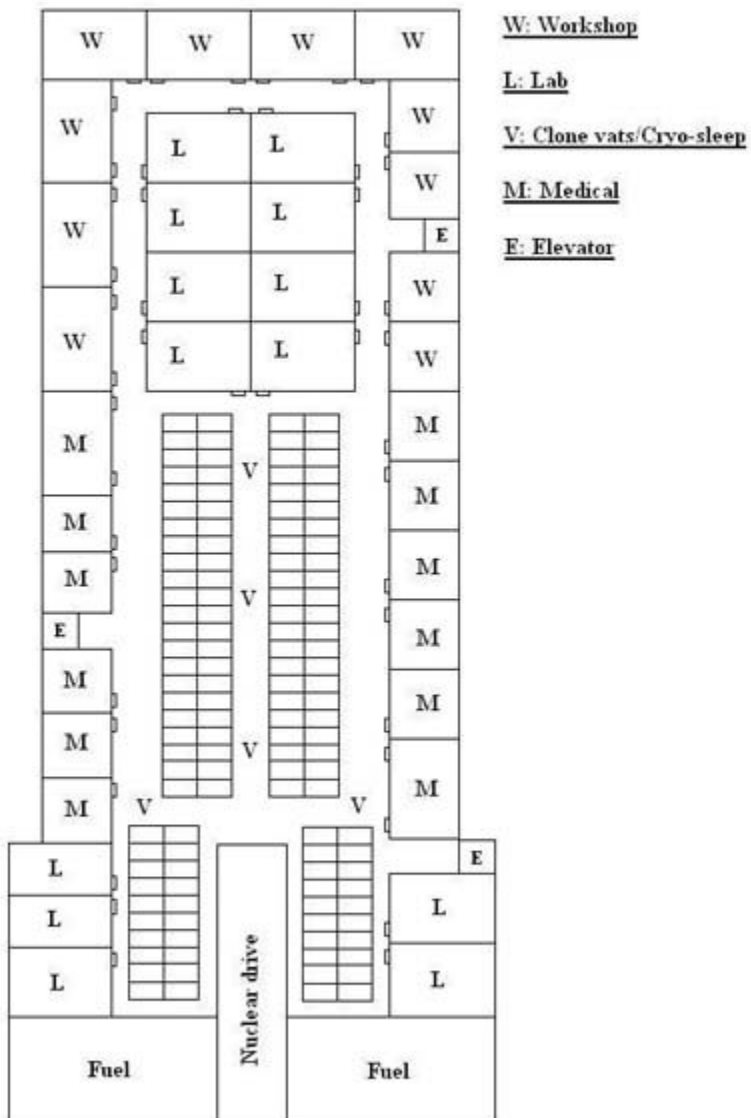 W W W W
W: Workshop
L: Lab
V: Clone vats/Cryo-sleep
M: Medical
E: Elevator
W W
L L
W
W L L
E
L L W
W L L W
M M
V
M M
M M
V
E M
M M
M
V M
M V V
E
L L
L
L L
Nuclear drive
Fuel Fuel